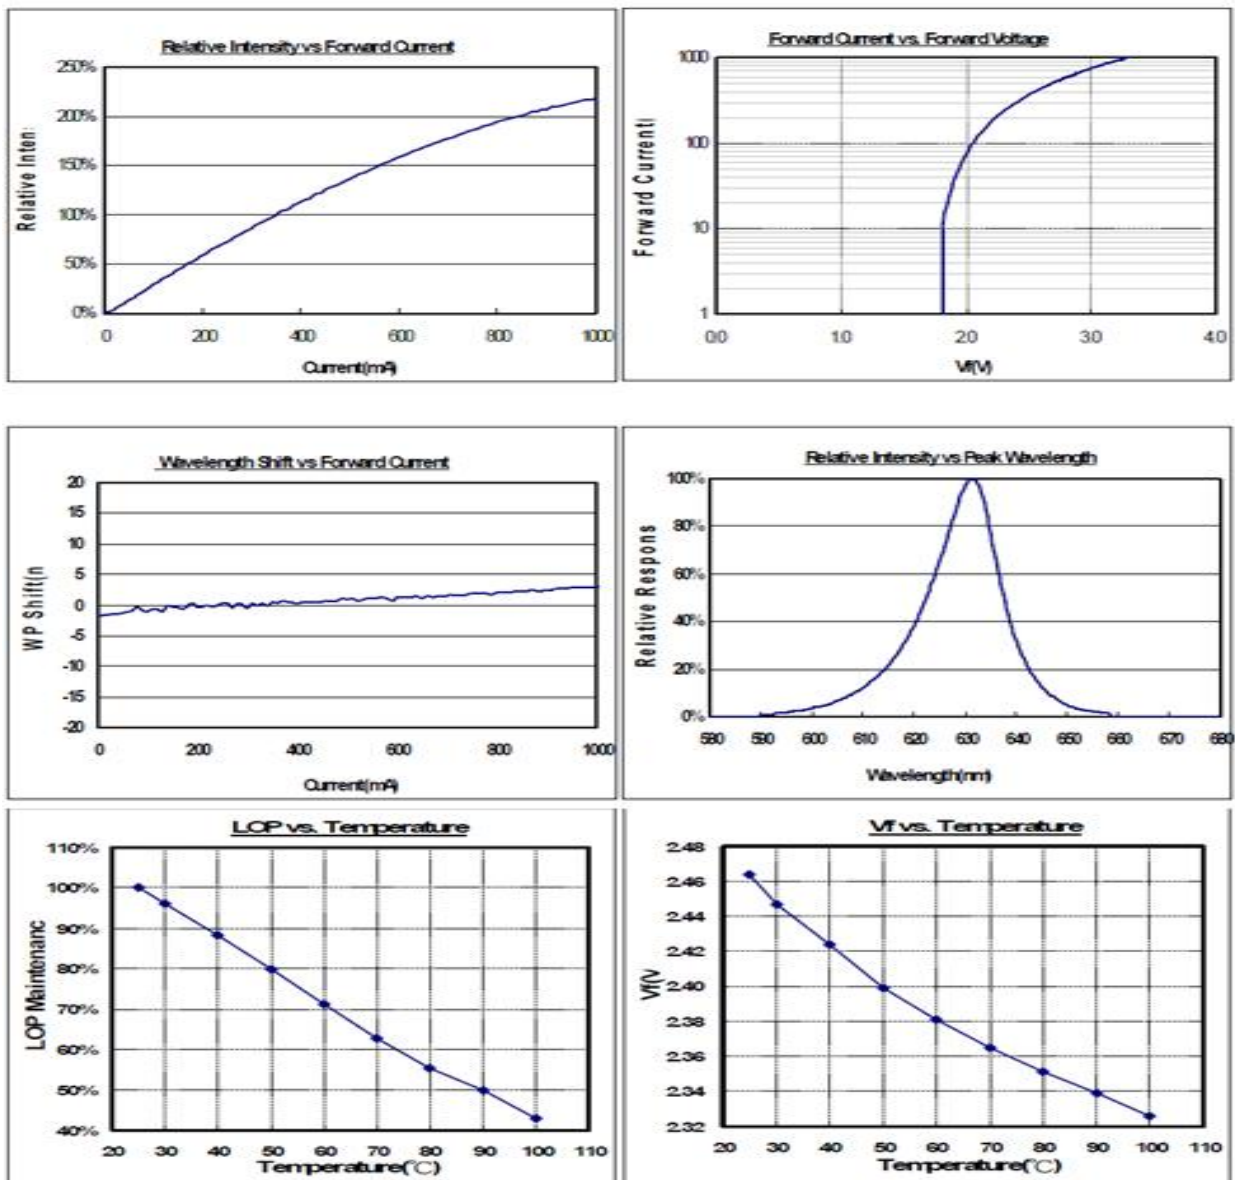 Relative Intensity vs Forward Current
250%
200%
150%
100%
50%
0%
0 200 400 600 800 1000
Relative Inten:
Current(mA)
Forward Current vs. Forward Voltage
1000
100
10
1
0.0 1.0 2.0 3.0 4.0
Forward Current(
Vf(V)
Wavelength Shift vs Forward Current
20
15
10
5
0
-5
-10
-15
-20
0 200 400 600 800 1000
WP Shift(n
Current(mA)
Relative Intensity vs Peak Wavelength
100%
80%
60%
40%
20%
0%
580 590 600 610 620 630 640 650 660 670 680
Relative Respons
Wavelength(nm)
LOP vs. Temperature
110%
100%
90%
80%
70%
60%
50%
40%
20 30 40 50 60 70 80 90 100 110
LOP Maintenanc
Temperature(℃)
Vf vs. Temperature
2.48
2.46
2.44
2.42
2.40
2.38
2.36
2.34
2.32
20 30 40 50 60 70 80 90 100 110
Vf(V
Temperature(℃)